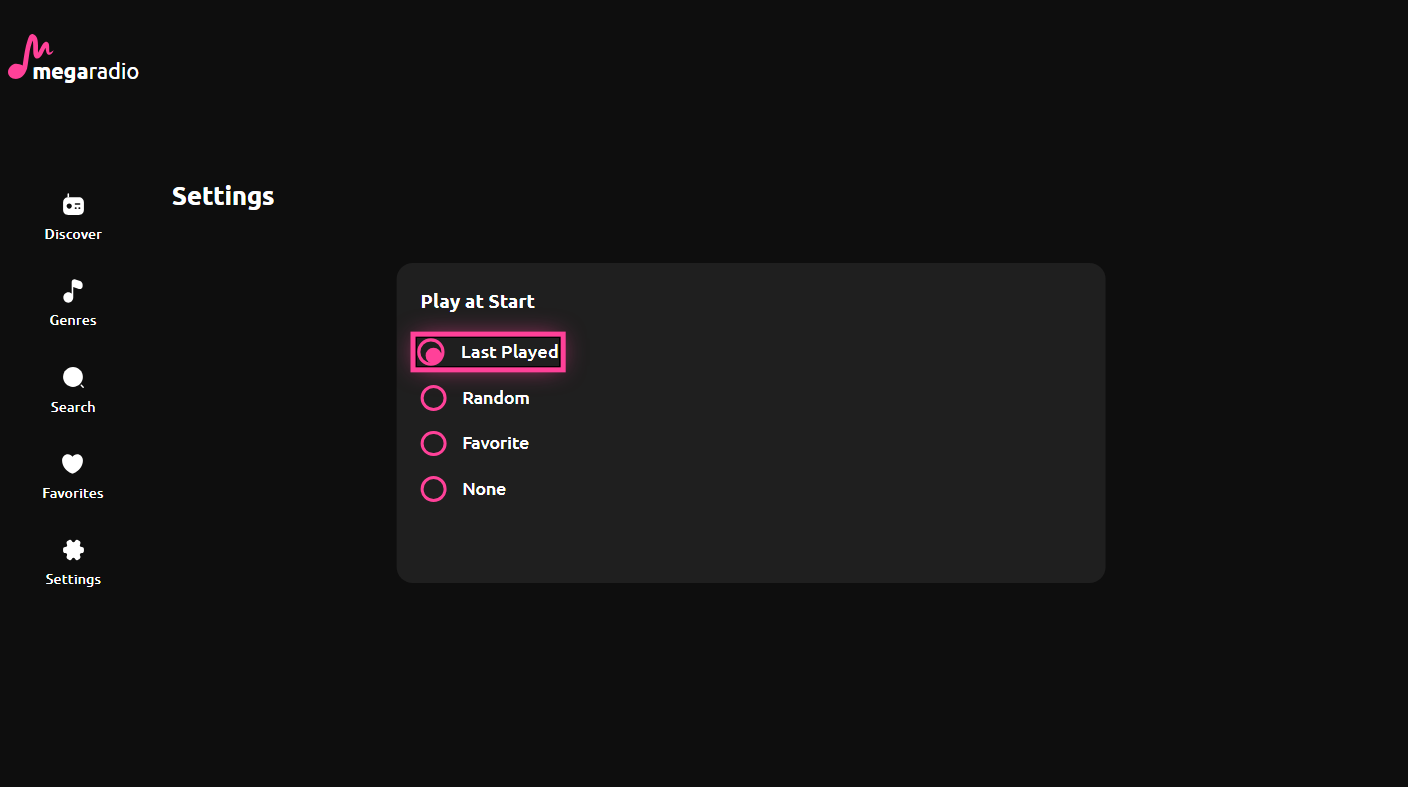 megaradio
Settings
Discover
Genres
Search
Favorites
Settings
Play at Start
Last Played
Random
Favorite
None